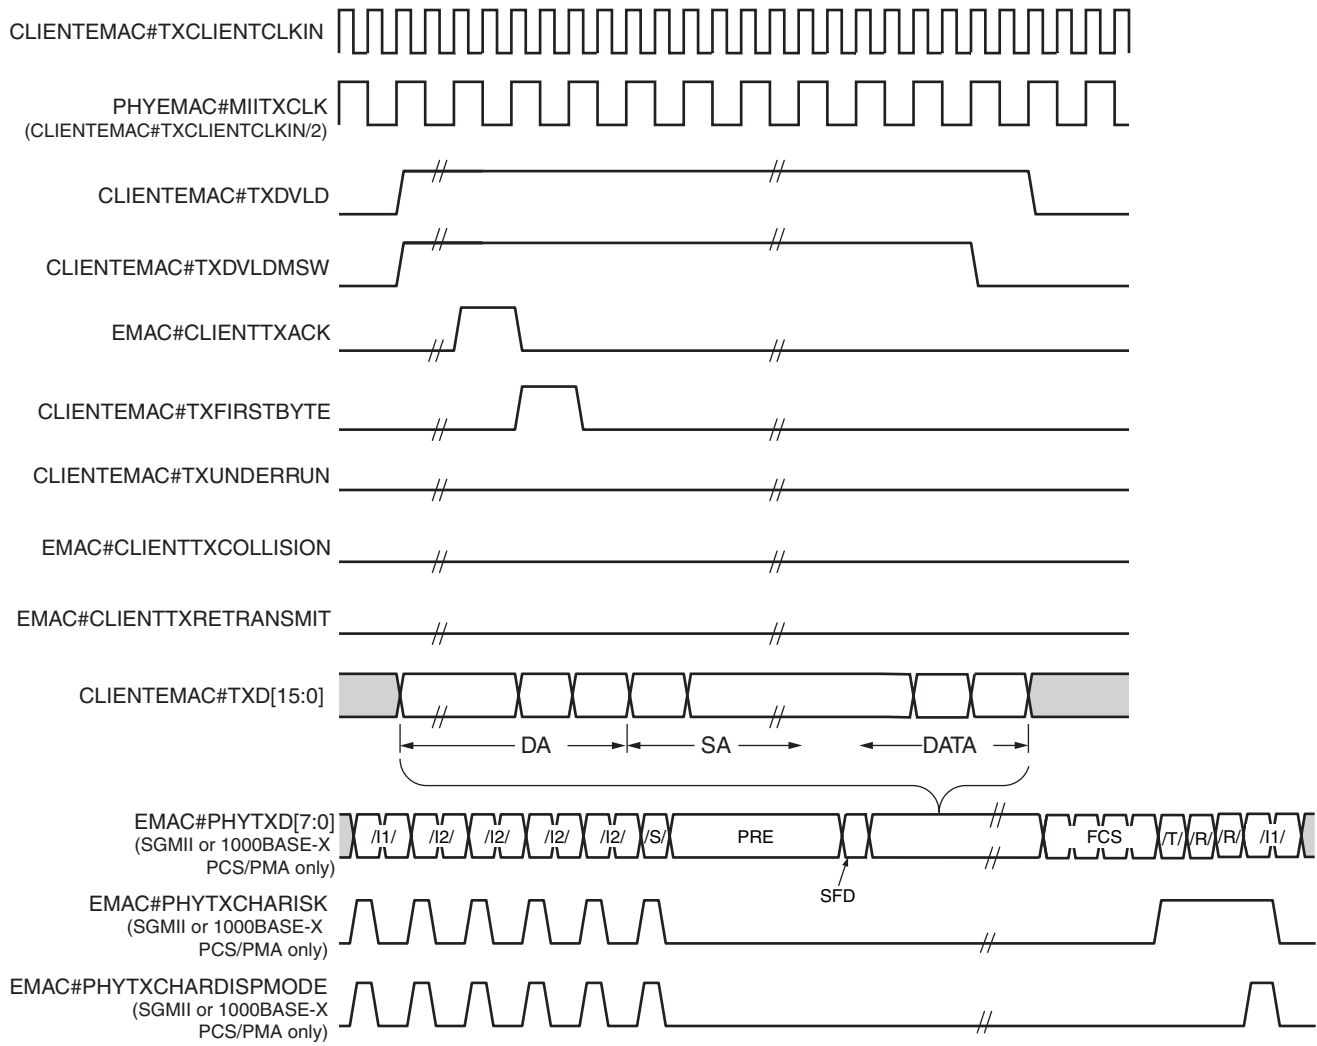 CLIENTEMAC#TXCLIENTCLKIN
PHYEMAC#MIITXCLK
(CLIENTEMAC#TXCLIENTCLKIN/2)
CLIENTEMAC#TXDVLD
CLIENTEMAC#TXDVLDMSW
EMAC#CLIENTTXACK
CLIENTEMAC#TXFIRSTBYTE
CLIENTEMAC#TXUNDERRUN
EMAC#CLIENTTXCOLLISION
EMAC#CLIENTTXRETRANSMIT
CLIENTEMAC#TXD[15:0]
DA SA DATA
EMAC#PHYTXD[7:0]
(SGMII or 1000BASE-X
PCS/PMA only)
/I1/ /I2/ /I2/ /I2/ /I2/ /S/ PRE FCS /T/ /R/ /R/ /I1/
SFD
EMAC#PHYTXCHARISK
(SGMII or 1000BASE-X
PCS/PMA only)
EMAC#PHYTXCHARDISPMODE
(SGMII or 1000BASE-X
PCS/PMA only)